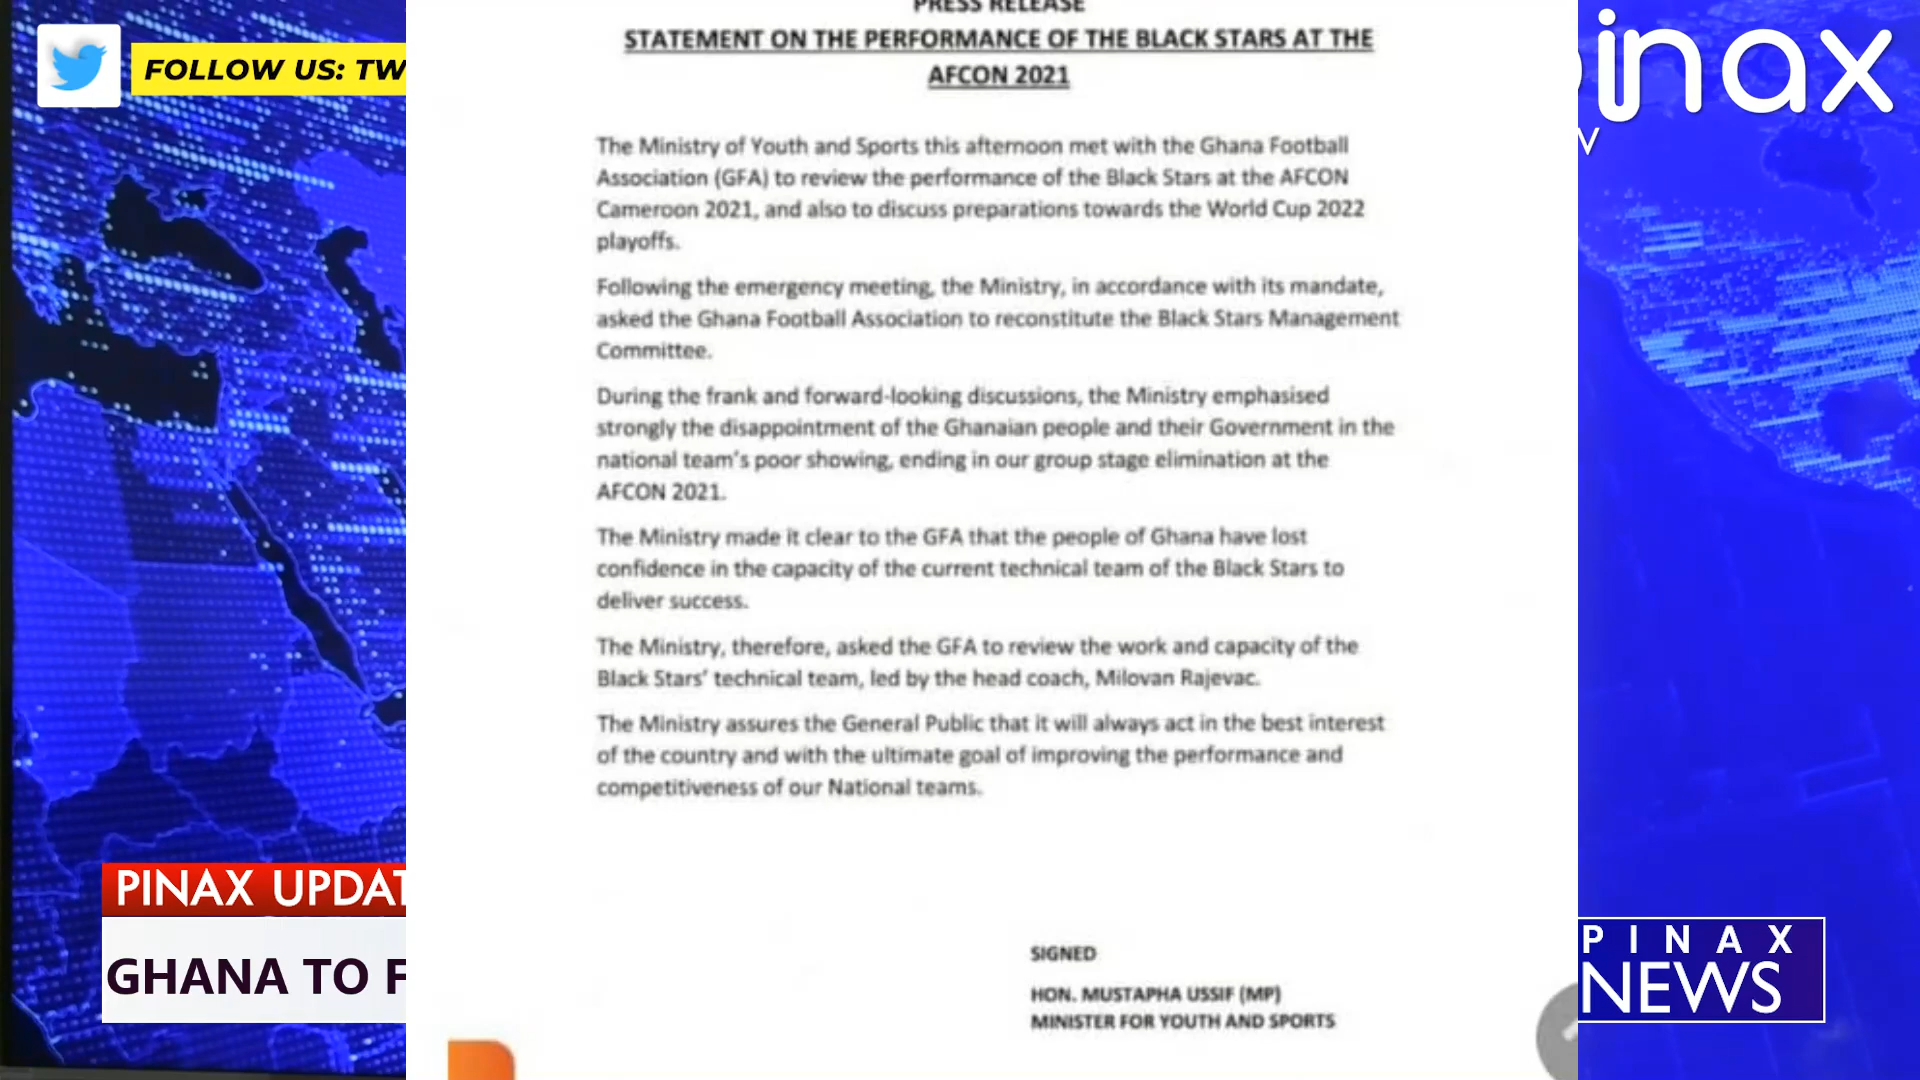 FOLLOW US: TW
inax
PRESS RELEASE
STATEMENT ON THE PERFORMANCE OF THE BLACK STARS AT THE
AFCON 2021
The Ministry of Youth and Sports this afternoon met with the Ghana Football
Association (GFA) to review the performance of the Black Stars at the AFCON
Cameroon 2021, and also to discuss preparations towards the World Cup 2022
playoffs.
Following the emergency meeting, the Ministry, in accordance with its mandate,
asked the Ghana Football Association to reconstitute the Black Stars Management
Committee.
During the frank and forward-looking discussions, the Ministry emphasised
strongly the disappointment of the Ghanaian people and their Government in the
national team's poor showing, ending in our group stage elimination at the
AFCON 2021.
The Ministry made it clear to the GFA that the people of Ghana have lost
confidence in the capacity of the current technical team of the Black Stars to
deliver success.
The Ministry, therefore, asked the GFA to review the work and capacity of the
Black Stars' technical team, led by the head coach, Milovan Rajevac.
The Ministry assures the General Public that it will always act in the best interest
of the country and with the ultimate goal of improving the performance and
competitiveness of our National teams.
SIGNED
HON. MUSTAPHA USSIF (MP)
MINISTER FOR YOUTH AND SPORTS
PINAX UPDAT
GHANA TO F
PINAX
NEWS